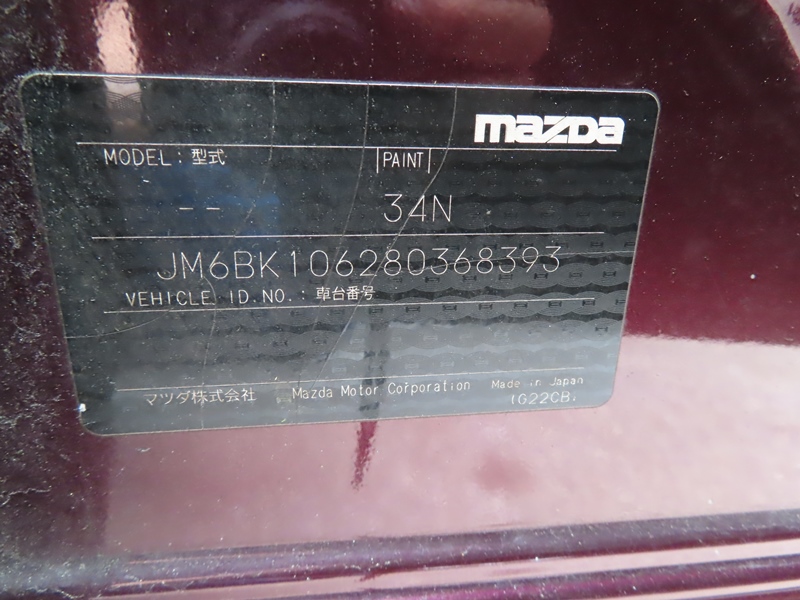 mazda
MODEL: 型式 PAINT
-- 34N
JM6BK106280368393
VEHICLE ID.NO.: 車台番号
マツダ株式会社 Mazda Motor Corporation Made in Japan
(G22CB)